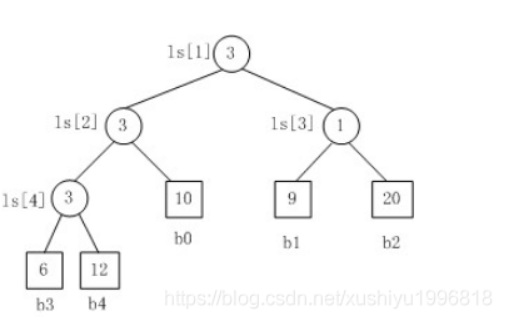 ls[1] 3
ls[2] 3 ls[3] 1
ls[4] 3 10 9 20
b0 b1 b2
6 12
b3 b4
https://blog.csdn.net/xushiyu1996818